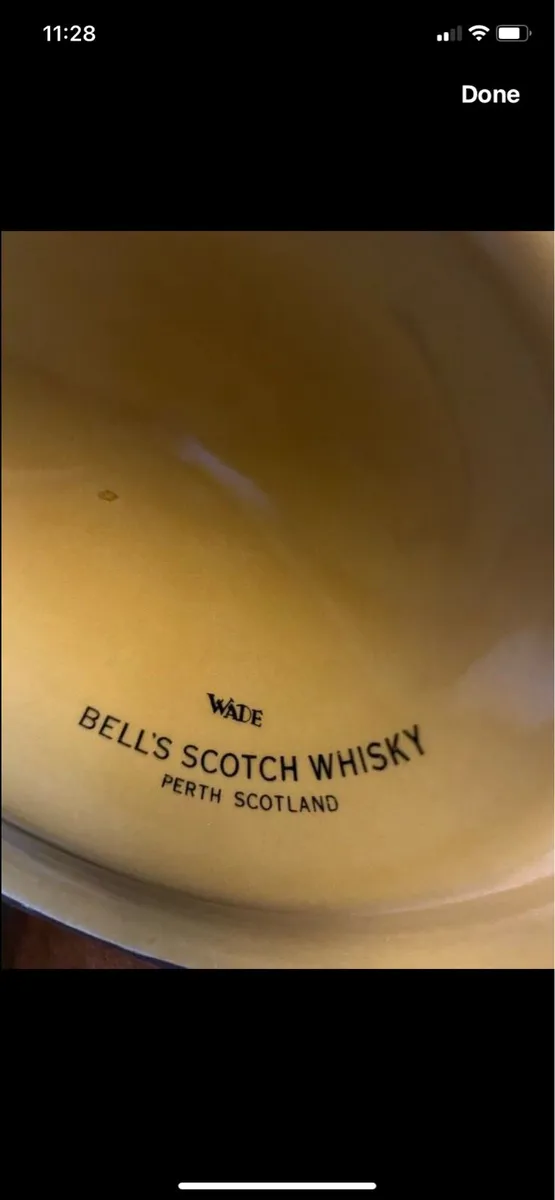 11:28
Done
WADE
BELL'S SCOTCH WHISKY
PERTH SCOTLAND